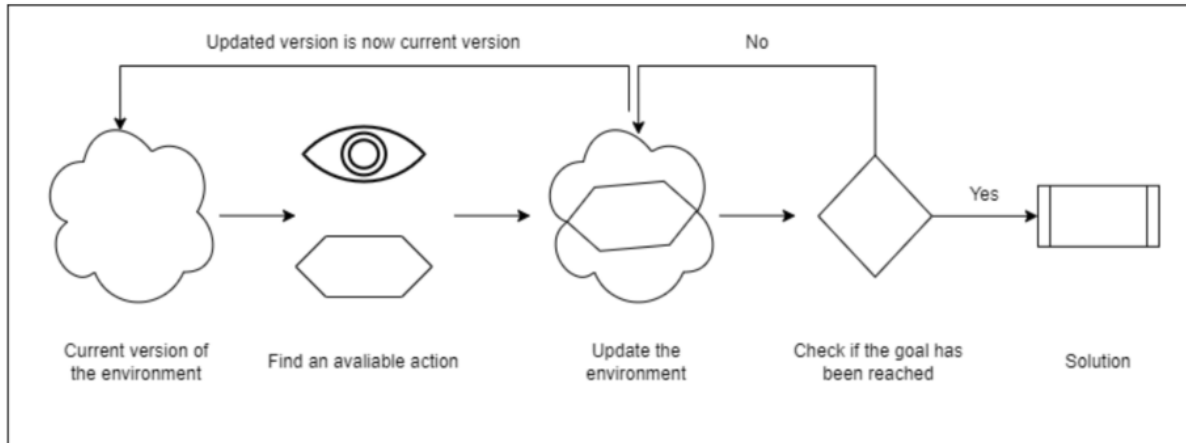 Updated version is now current version
No
Yes
Current version of
the environment
Find an avaliable action
Update the
environment
Check if the goal has
been reached
Solution